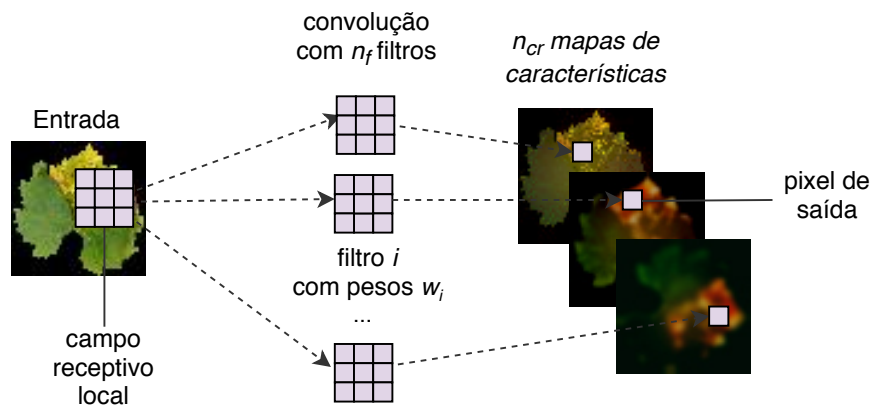 convolução
com n_f filtros
n_cr mapas de
características
Entrada
pixel de
saída
filtro i
com pesos w_i
...
campo
receptivo
local